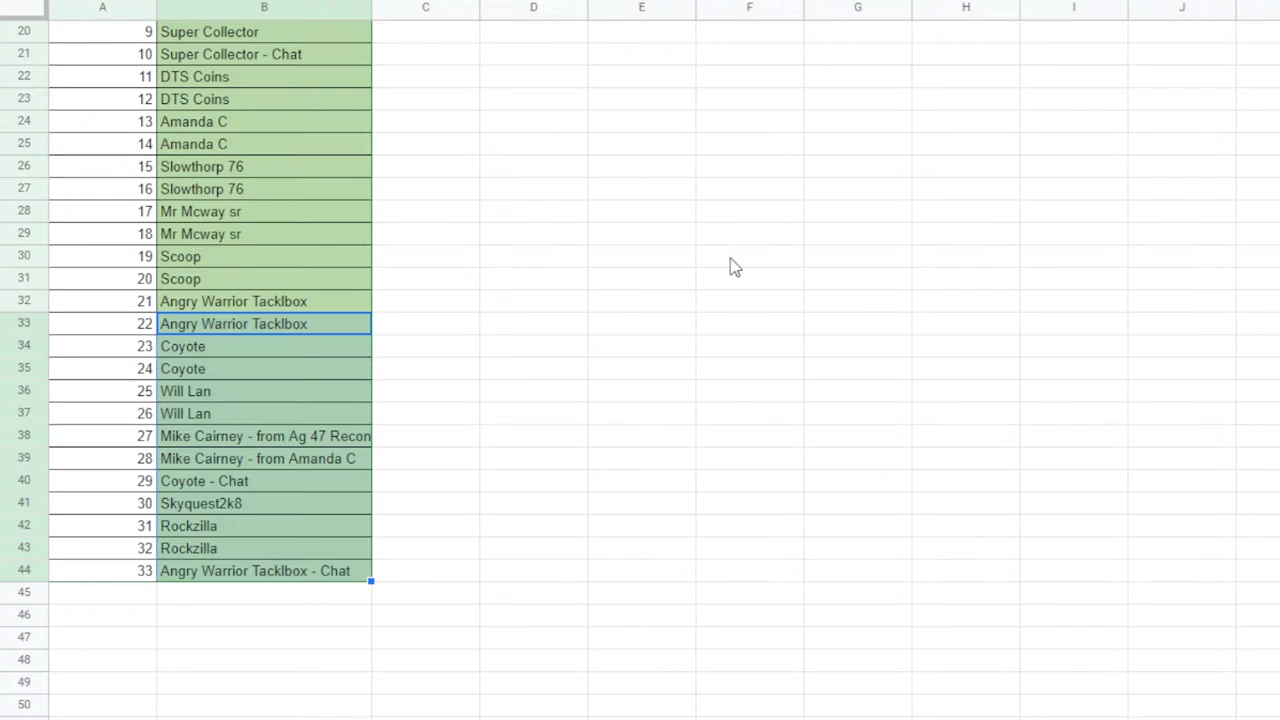 A B C D E F G H I J
20 9 Super Collector
21 10 Super Collector - Chat
22 11 DTS Coins
23 12 DTS Coins
24 13 Amanda C
25 14 Amanda C
26 15 Slowthorp 76
27 16 Slowthorp 76
28 17 Mr Mcway sr
29 18 Mr Mcway sr
30 19 Scoop
31 20 Scoop
32 21 Angry Warrior Tacklbox
33 22 Angry Warrior Tacklbox
34 23 Coyote
35 24 Coyote
36 25 Will Lan
37 26 Will Lan
38 27 Mike Cairney - from Ag 47 Recon
39 28 Mike Cairney - from Amanda C
40 29 Coyote - Chat
41 30 Skyquest2k8
42 31 Rockzilla
43 32 Rockzilla
44 33 Angry Warrior Tacklbox - Chat
45
46
47
48
49
50